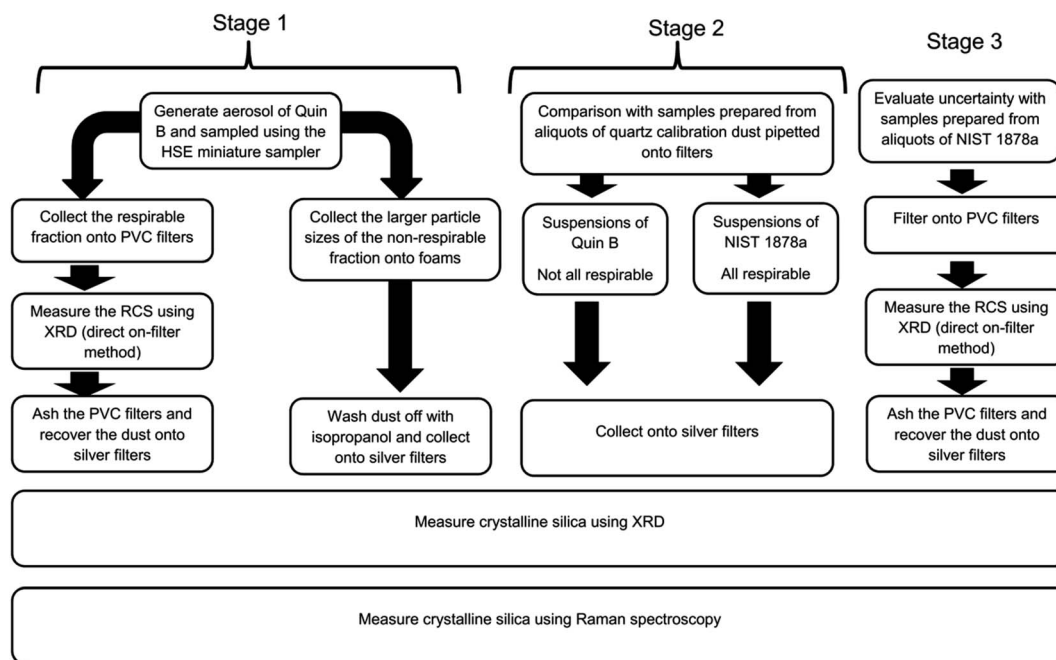 Stage 1
Generate aerosol of Quin
B and sampled using the
HSE miniature sampler
Collect the respirable
fraction onto PVC filters
Measure the RCS using
XRD (direct on-filter
method)
Ash the PVC filters and
recover the dust onto
silver filters
Collect the larger particle
sizes of the non-respirable
fraction onto foams
Wash dust off with
isopropanol and collect
onto silver filters
Stage 2
Comparison with samples prepared from
aliquots of quartz calibration dust pipetted
onto filters
Suspensions of
Quin B
Not all respirable
Suspensions of
NIST 1878a
All respirable
Collect onto silver filters
Stage 3
Evaluate uncertainty with
samples prepared from
aliquots of NIST 1878a
Filter onto PVC filters
Measure the RCS using
XRD (direct on-filter
method)
Ash the PVC filters and
recover the dust onto
silver filters
Measure crystalline silica using XRD
Measure crystalline silica using Raman spectroscopy